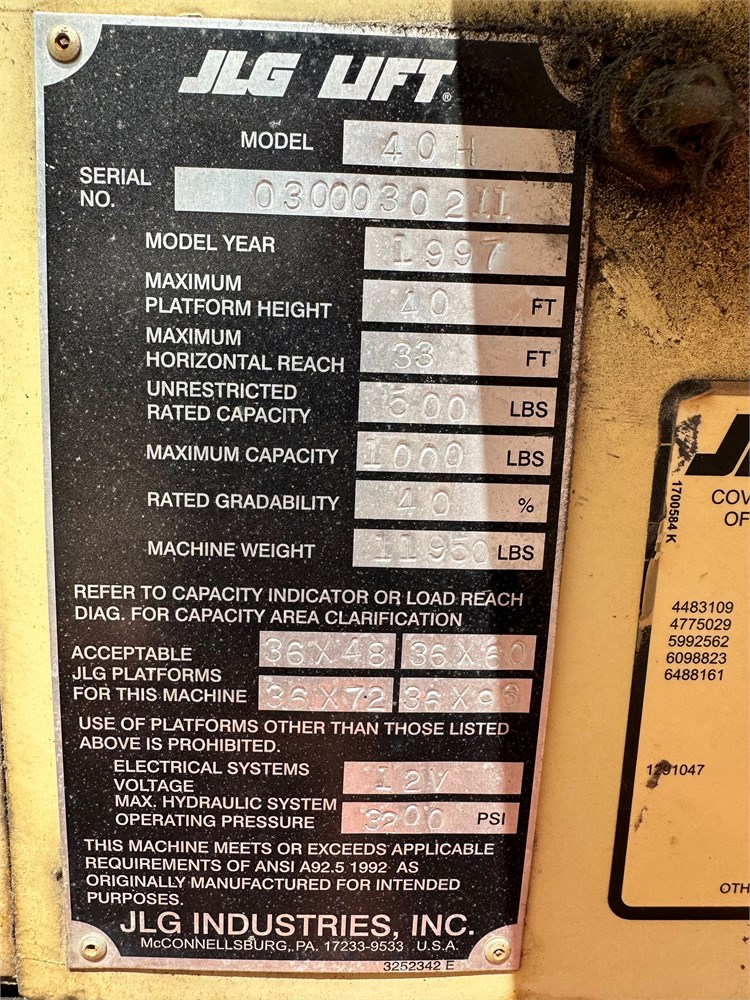 JLG LIFT®
MODEL 40H
SERIAL NO. 0300030211
MODEL YEAR 1997
MAXIMUM
PLATFORM HEIGHT 40 FT
MAXIMUM
HORIZONTAL REACH 33 FT
UNRESTRICTED
RATED CAPACITY 500 LBS
MAXIMUM CAPACITY 1000 LBS
RATED GRADABILITY 40 %
MACHINE WEIGHT 11950 LBS
REFER TO CAPACITY INDICATOR OR LOAD REACH
DIAG. FOR CAPACITY AREA CLARIFICATION
ACCEPTABLE 36X48 36X60
JLG PLATFORMS
FOR THIS MACHINE 36X72 36X96
USE OF PLATFORMS OTHER THAN THOSE LISTED
ABOVE IS PROHIBITED.
ELECTRICAL SYSTEMS
VOLTAGE 12V
MAX. HYDRAULIC SYSTEM
OPERATING PRESSURE 3200 PSI
THIS MACHINE MEETS OR EXCEEDS APPLICABLE
REQUIREMENTS OF ANSI A92.5 1992 AS
ORIGINALLY MANUFACTURED FOR INTENDED
PURPOSES.
JLG INDUSTRIES, INC.
McCONNELLSBURG, PA. 17233-9533 U.S.A.
3252342 E
1700584 K
COV
OF
4483109
4775029
5992562
6098823
6488161
1291047
OTH